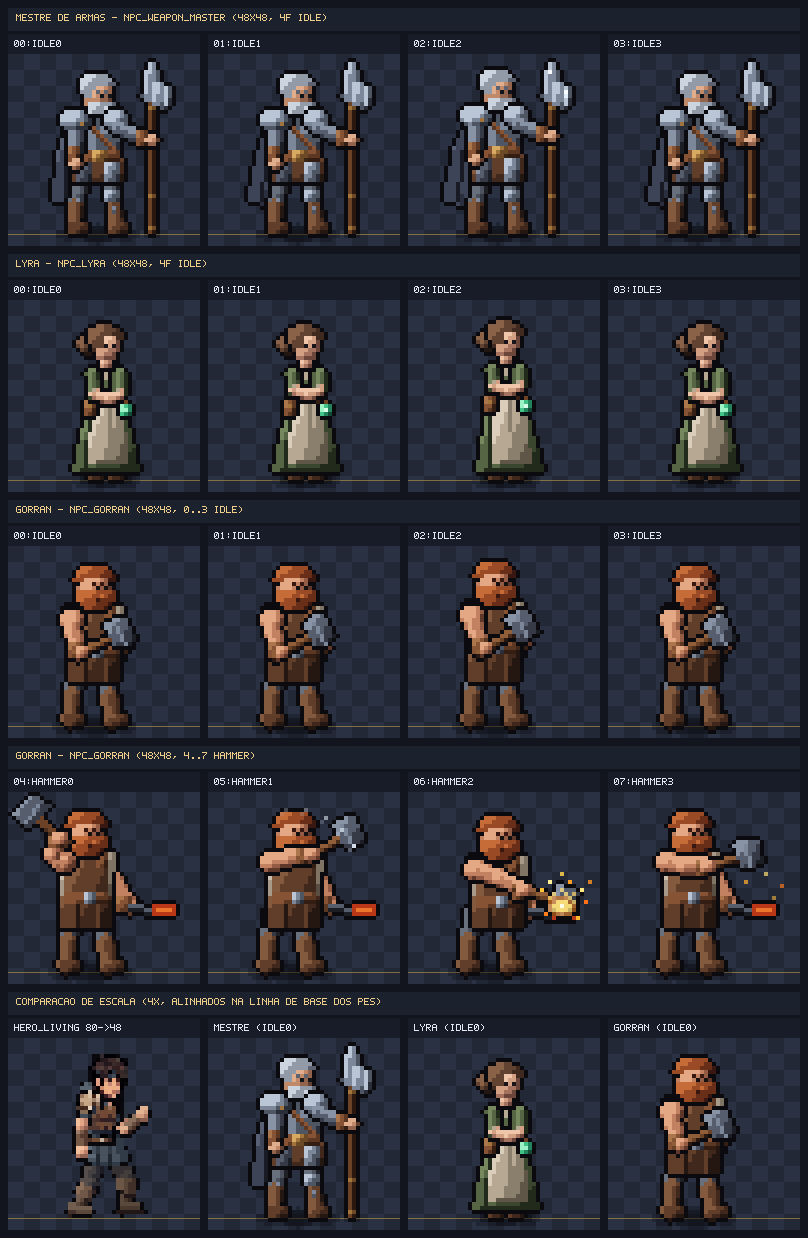 MESTRE DE ARMAS - NPC_WEAPON_MASTER (48X48, 4F IDLE)
00:IDLE0 01:IDLE1 02:IDLE2 03:IDLE3
LYRA - NPC_LYRA (48X48, 4F IDLE)
00:IDLE0 01:IDLE1 02:IDLE2 03:IDLE3
GORRAN - NPC_GORRAN (48X48, 0..3 IDLE)
00:IDLE0 01:IDLE1 02:IDLE2 03:IDLE3
GORRAN - NPC_GORRAN (48X48, 4..7 HAMMER)
04:HAMMER0 05:HAMMER1 06:HAMMER2 07:HAMMER3
COMPARACAO DE ESCALA (4X, ALINHADOS NA LINHA DE BASE DOS PES)
HERO_LIVING 80->48 MESTRE (IDLE0) LYRA (IDLE0) GORRAN (IDLE0)